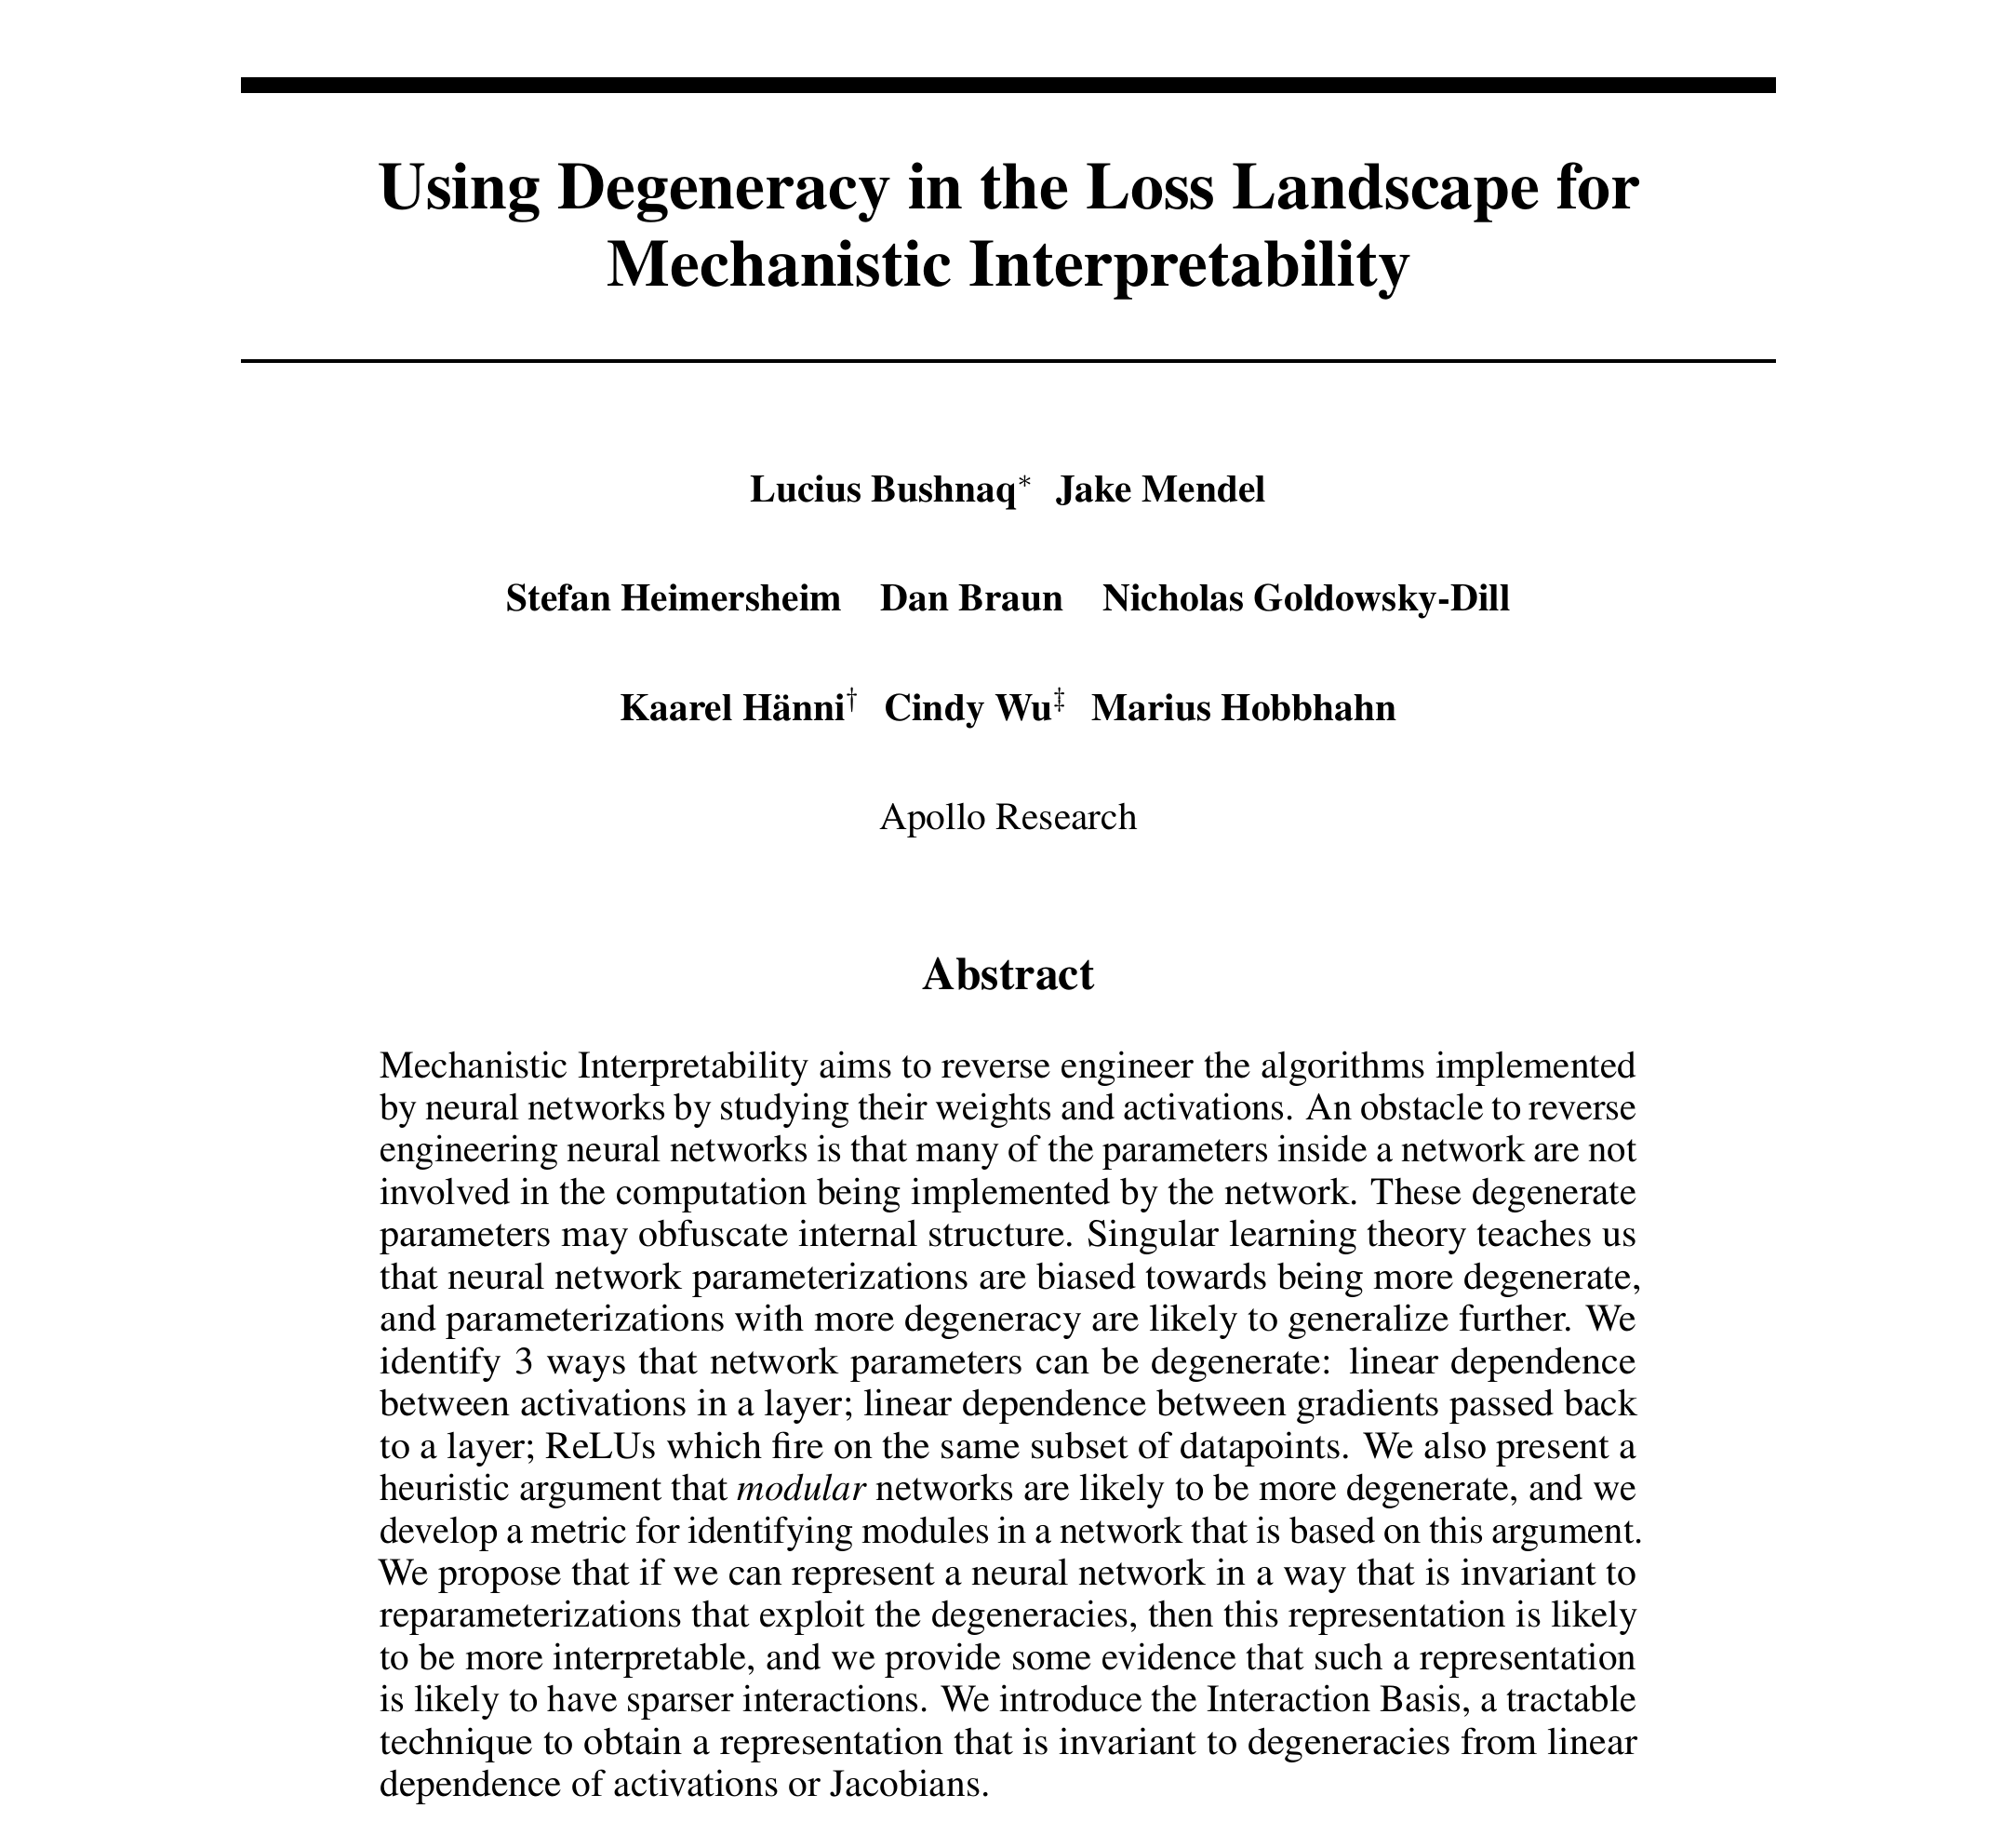 Using Degeneracy in the Loss Landscape for
Mechanistic Interpretability
Lucius Bushnaq* Jake Mendel
Stefan Heimersheim Dan Braun Nicholas Goldowsky-Dill
Kaarel Hänni† Cindy Wu‡ Marius Hobbhahn
Apollo Research
Abstract
Mechanistic Interpretability aims to reverse engineer the algorithms implemented
by neural networks by studying their weights and activations. An obstacle to reverse
engineering neural networks is that many of the parameters inside a network are not
involved in the computation being implemented by the network. These degenerate
parameters may obfuscate internal structure. Singular learning theory teaches us
that neural network parameterizations are biased towards being more degenerate,
and parameterizations with more degeneracy are likely to generalize further. We
identify 3 ways that network parameters can be degenerate: linear dependence
between activations in a layer; linear dependence between gradients passed back
to a layer; ReLUs which fire on the same subset of datapoints. We also present a
heuristic argument that modular networks are likely to be more degenerate, and we
develop a metric for identifying modules in a network that is based on this argument.
We propose that if we can represent a neural network in a way that is invariant to
reparameterizations that exploit the degeneracies, then this representation is likely
to be more interpretable, and we provide some evidence that such a representation
is likely to have sparser interactions. We introduce the Interaction Basis, a tractable
technique to obtain a representation that is invariant to degeneracies from linear
dependence of activations or Jacobians.